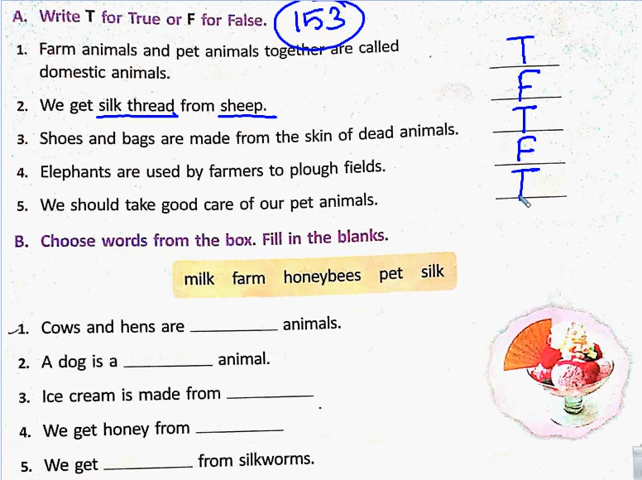 A. Write T for True or F for False. 153
1. Farm animals and pet animals together are called
domestic animals. T
2. We get silk thread from sheep. F
3. Shoes and bags are made from the skin of dead animals. T
4. Elephants are used by farmers to plough fields. F
5. We should take good care of our pet animals. T
B. Choose words from the box. Fill in the blanks.
milk farm honeybees pet silk
1. Cows and hens are __________ animals.
2. A dog is a __________ animal.
3. Ice cream is made from __________
4. We get honey from __________
5. We get __________ from silkworms.